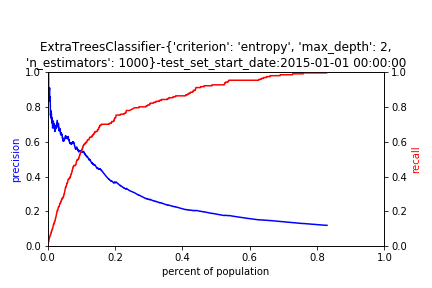 ExtraTreesClassifier-{'criterion': 'entropy', 'max_depth': 2,
'n_estimators': 1000}-test_set_start_date:2015-01-01 00:00:00
1.0
0.8
0.6
0.4
0.2
0.0
precision
1.0
0.8
0.6
0.4
0.2
0.0
recall
0.0 0.2 0.4 0.6 0.8 1.0
percent of population